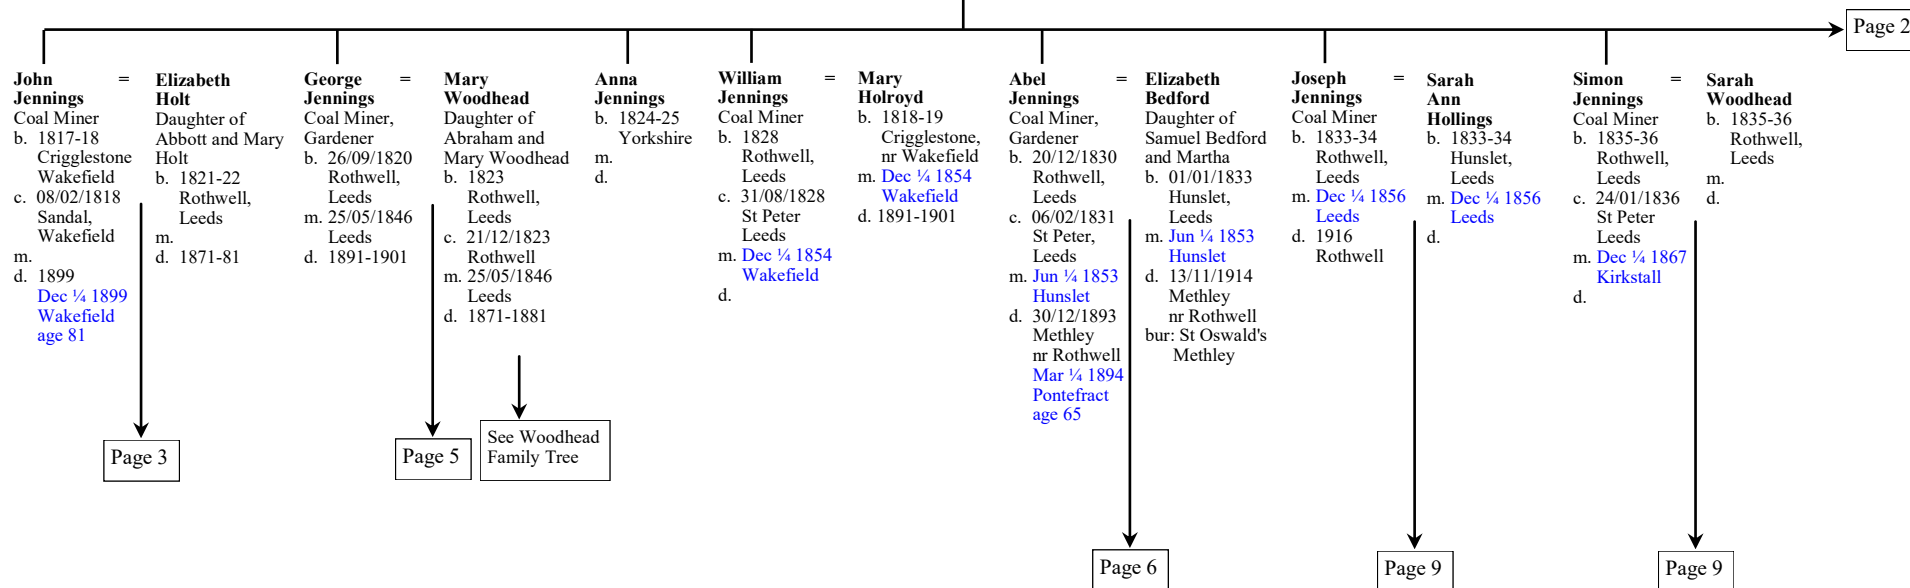 Page 2
John =
Jennings
Coal Miner
b. 1817-18
Crigglestone
Wakefield
c. 08/02/1818
Sandal,
Wakefield
m.
d. 1899
Dec ¼ 1899
Wakefield
age 81
Elizabeth
Holt
Daughter of
Abbott and Mary
Holt
b. 1821-22
Rothwell,
Leeds
m.
d. 1871-81
Page 3
George =
Jennings
Coal Miner,
Gardener
b. 26/09/1820
Rothwell,
Leeds
m. 25/05/1846
Leeds
d. 1891-1901
Mary
Woodhead
Daughter of
Abraham and
Mary Woodhead
b. 1823
Rothwell,
Leeds
c. 21/12/1823
Rothwell
m. 25/05/1846
Leeds
d. 1871-1881
Page 5
See Woodhead
Family Tree
Anna
Jennings
b. 1824-25
Yorkshire
m.
d.
William =
Jennings
Coal Miner
b. 1828
Rothwell,
Leeds
c. 31/08/1828
St Peter
Leeds
m. Dec ¼ 1854
Wakefield
d.
Mary
Holroyd
b. 1818-19
Crigglestone,
nr Wakefield
m. Dec ¼ 1854
Wakefield
d. 1891-1901
Abel =
Jennings
Coal Miner,
Gardener
b. 20/12/1830
Rothwell,
Leeds
c. 06/02/1831
St Peter,
Leeds
m. Jun ¼ 1853
Hunslet
d. 30/12/1893
Methley
nr Rothwell
Mar ¼ 1894
Pontefract
age 65
Elizabeth
Bedford
Daughter of
Samuel Bedford
and Martha
b. 01/01/1833
Hunslet,
Leeds
m. Jun ¼ 1853
Hunslet
d. 13/11/1914
Methley
nr Rothwell
bur: St Oswald's
Methley
Page 6
Joseph =
Jennings
Coal Miner
b. 1833-34
Rothwell,
Leeds
m. Dec ¼ 1856
Leeds
d. 1916
Rothwell
Sarah
Ann
Hollings
b. 1833-34
Hunslet,
Leeds
m. Dec ¼ 1856
Leeds
d.
Page 9
Simon =
Jennings
Coal Miner
b. 1835-36
Rothwell,
Leeds
c. 24/01/1836
St Peter
Leeds
m. Dec ¼ 1867
Kirkstall
d.
Sarah
Woodhead
b. 1835-36
Rothwell,
Leeds
m.
d.
Page 9